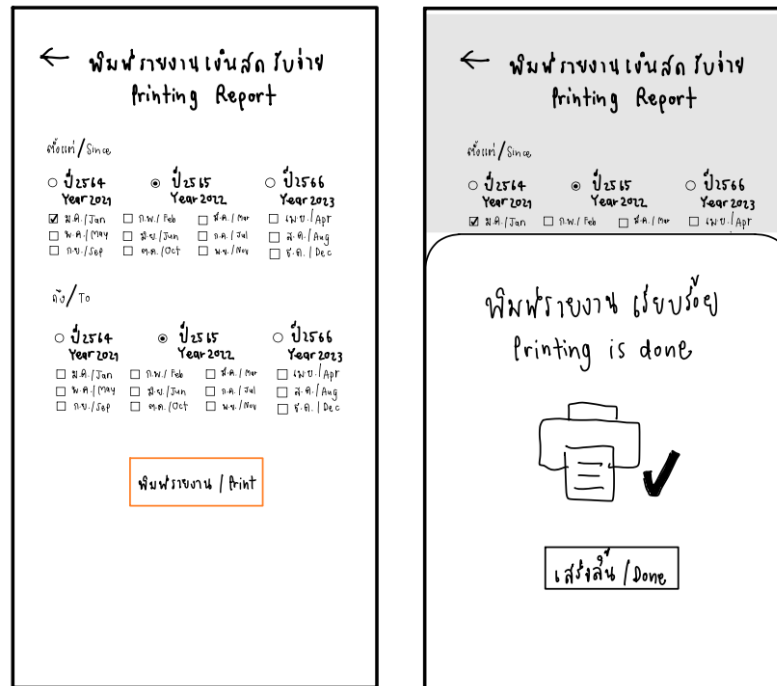 ← พิมพ์รายงานเงินสด รับจ่าย
Printing Report
ตั้งแต่/Since
ปี2564 ปี2565 ปี2566
Year2021 Year2022 Year2023
ม.ค./Jan ก.พ./Feb มี.ค./Mar เม.ย./Apr
พ.ค./May มิ.ย./Jun ก.ค./Jul ส.ค./Aug
ก.ย./Sep ต.ค./Oct พ.ย./Nov ธ.ค./Dec
ถึง/To
ปี2564 ปี2565 ปี2566
Year2021 Year2022 Year2023
ม.ค./Jan ก.พ./Feb มี.ค./Mar เม.ย./Apr
พ.ค./May มิ.ย./Jun ก.ค./Jul ส.ค./Aug
ก.ย./Sep ต.ค./Oct พ.ย./Nov ธ.ค./Dec
พิมพ์รายงาน/Print
← พิมพ์รายงานเงินสด รับจ่าย
Printing Report
ตั้งแต่/Since
ปี2564 ปี2565 ปี2566
Year2021 Year2022 Year2023
ม.ค./Jan ก.พ./Feb มี.ค./Mar เม.ย./Apr
พิมพ์รายงาน เรียบร้อย
Printing is done
เสร็จสิ้น/Done